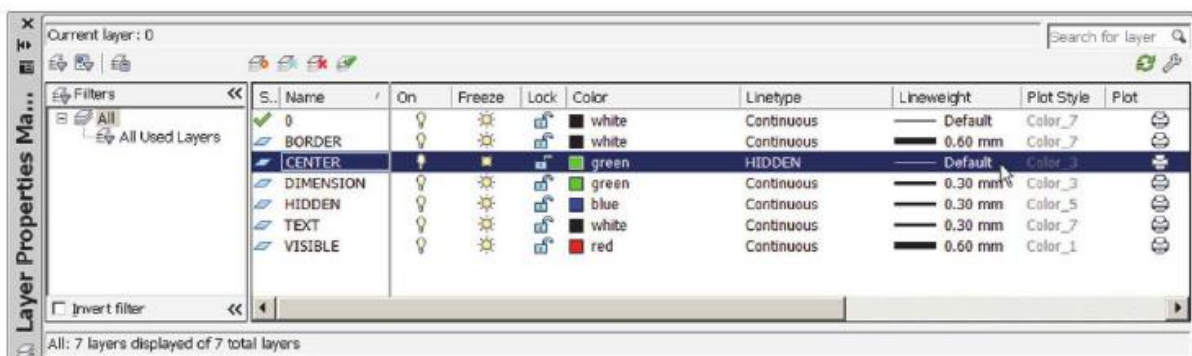 Current layer: 0
Search for layer
Layer Properties Ma...
Filters
All
All Used Layers
Invert filter
S.. Name On Freeze Lock Color Linetype Lineweight Plot Style Plot
0 white Continuous Default Color_7
BORDER white Continuous 0.60 mm Color_7
CENTER green HIDDEN Default Color_3
DIMENSION green Continuous 0.30 mm Color_3
HIDDEN blue Continuous 0.30 mm Color_5
TEXT white Continuous 0.30 mm Color_7
VISIBLE red Continuous 0.60 mm Color_1
All: 7 layers displayed of 7 total layers